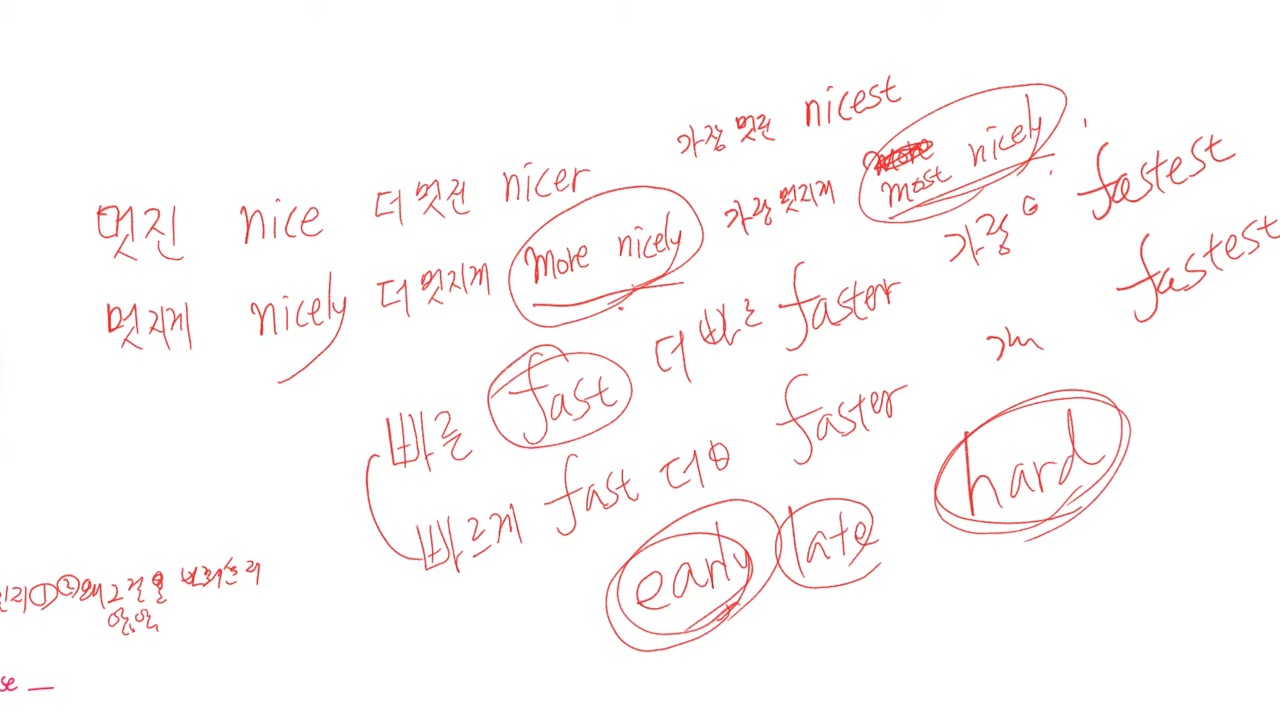 멋진 nice 더 멋진 nicer 가장 멋진 nicest
멋지게 nicely 더 멋지게 more nicely 가장 멋지게 most nicely
빠른 fast 더 빠르 faster 가장 fastest
빠르게 fast 더 faster fastest
early late hard